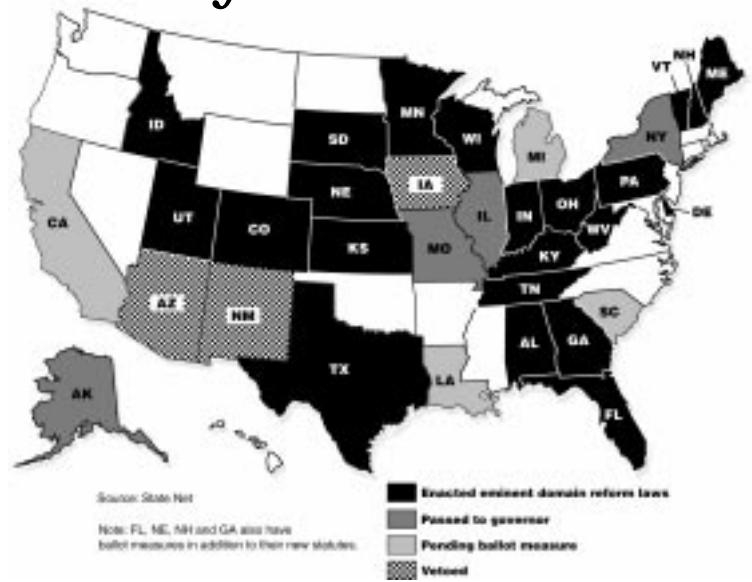 NH
VT
ME
MN
ID
WI
SD
NY
MI
IA
PA
NE
IL
IN
OH
DE
CA
UT
CO
WV
KS
MO
KY
TN
AZ
NM
SC
AL
GA
TX
LA
AK
FL
Source: State Net
Note: FL, NE, NH and GA also have
ballot measures in addition to their new statutes.
Enacted eminent domain reform laws
Passed to governor
Pending ballot measure
Vetoed